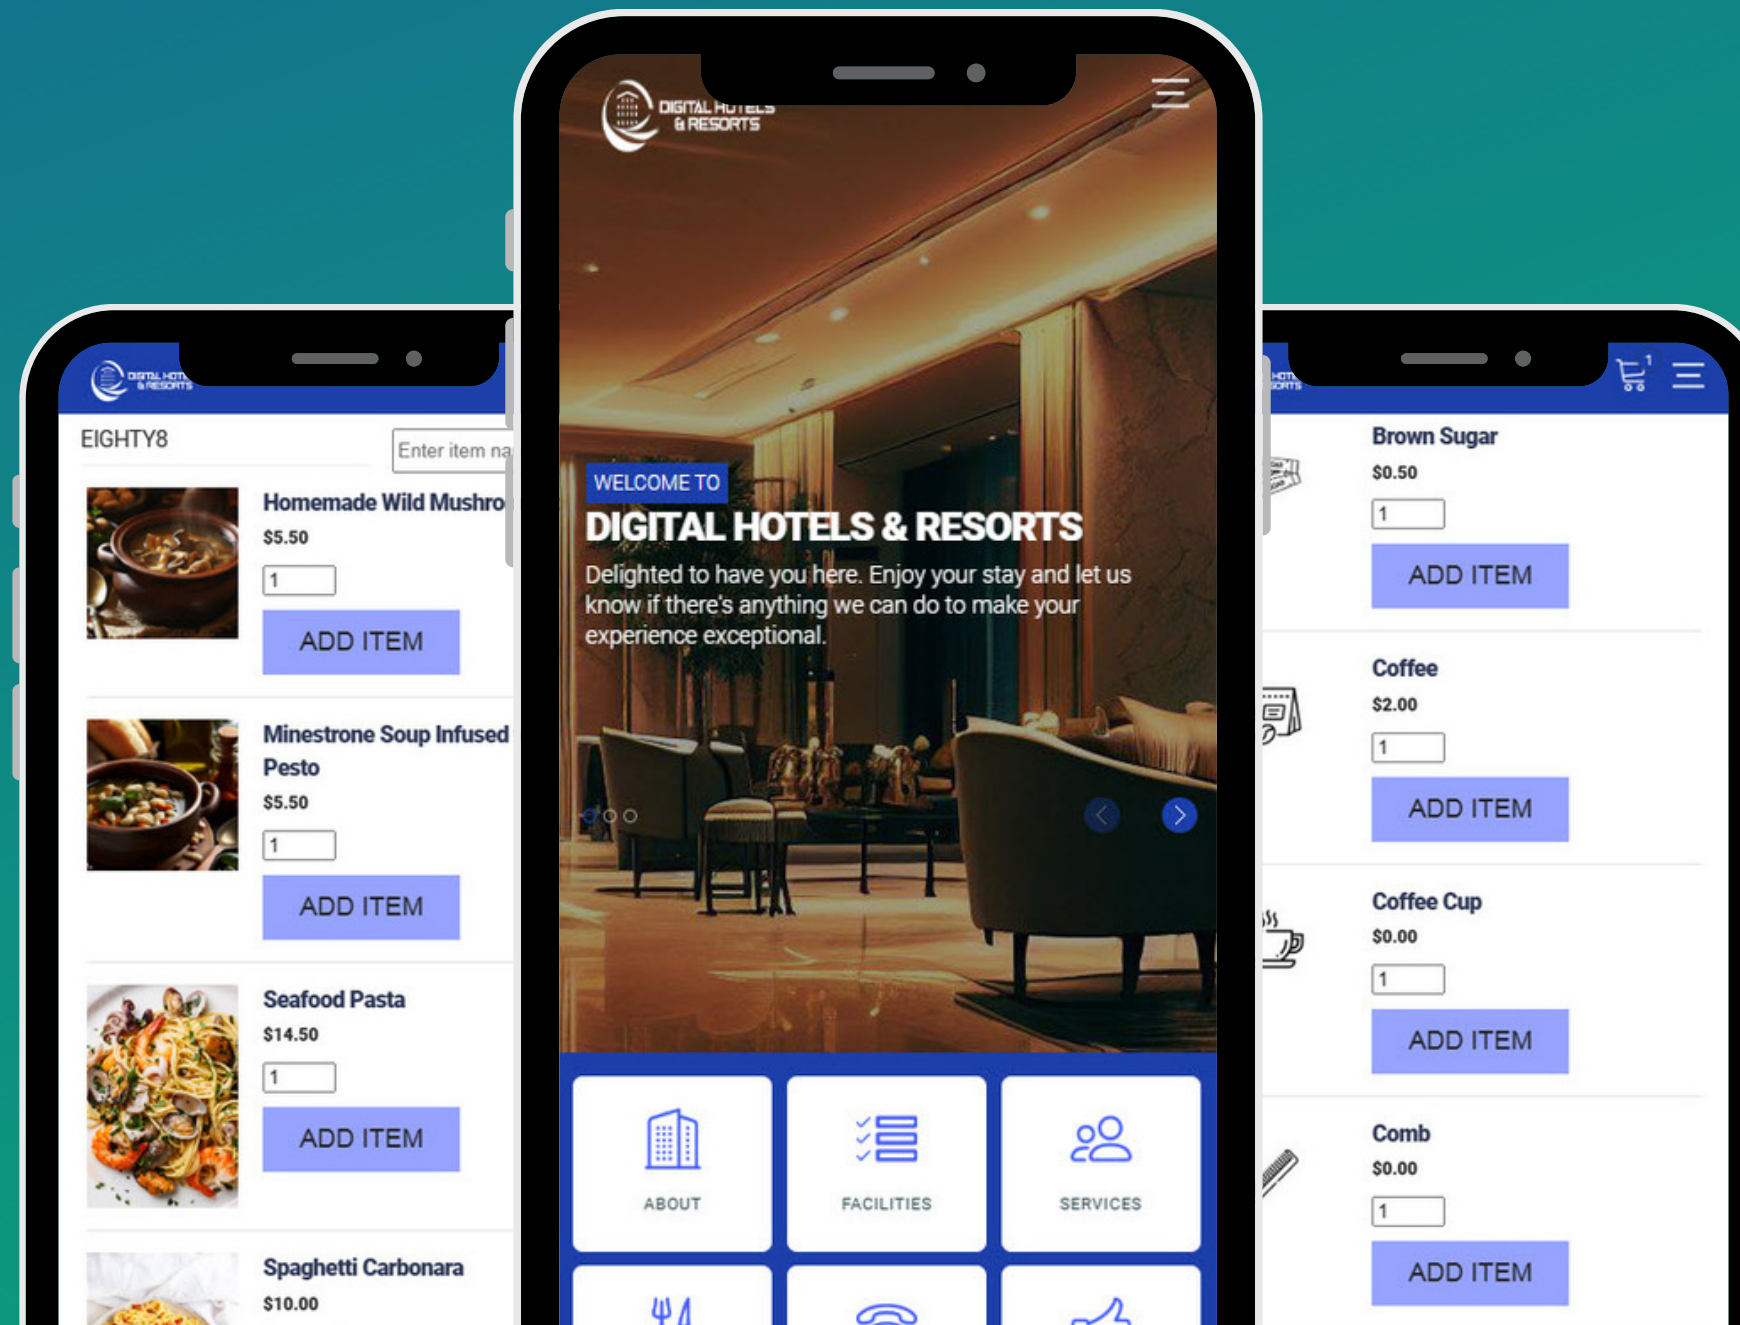 DIGITAL HOTELS
& RESORTS
WELCOME TO
DIGITAL HOTELS & RESORTS
Delighted to have you here. Enjoy your stay and let us
know if there's anything we can do to make your
experience exceptional.
ABOUT
FACILITIES
SERVICES
DIGITAL
& RESORTS
EIGHTY8
Enter item na
Homemade Wild Mushro
$5.50
1
ADD ITEM
Minestrone Soup Infused
Pesto
$5.50
1
ADD ITEM
Seafood Pasta
$14.50
1
ADD ITEM
Spaghetti Carbonara
$10.00
1
Brown Sugar
$0.50
1
ADD ITEM
Coffee
$2.00
1
ADD ITEM
Coffee Cup
$0.00
1
ADD ITEM
Comb
$0.00
1
ADD ITEM